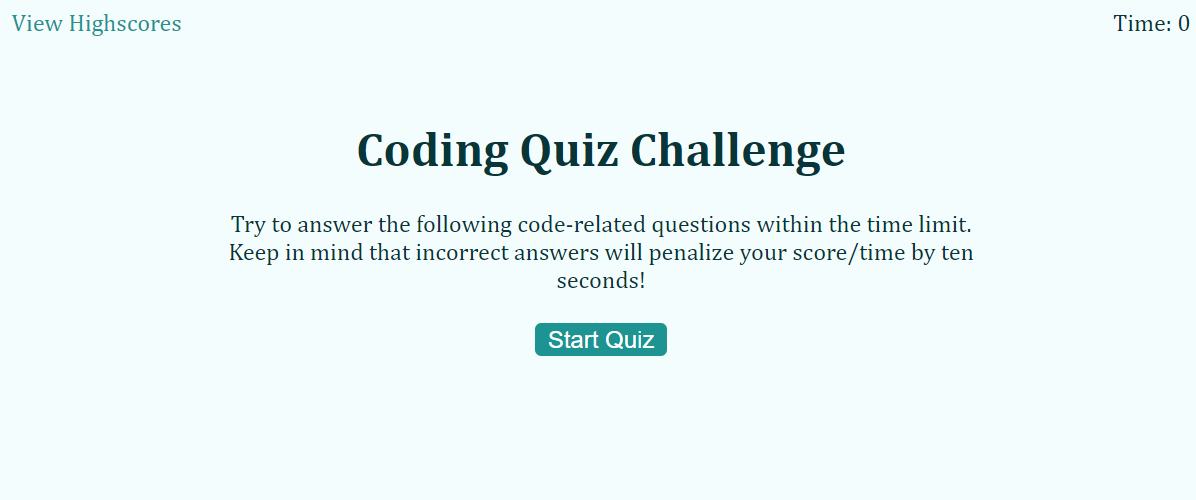 View Highscores
Time: 0
Coding Quiz Challenge
Try to answer the following code-related questions within the time limit.
Keep in mind that incorrect answers will penalize your score/time by ten
seconds!
Start Quiz